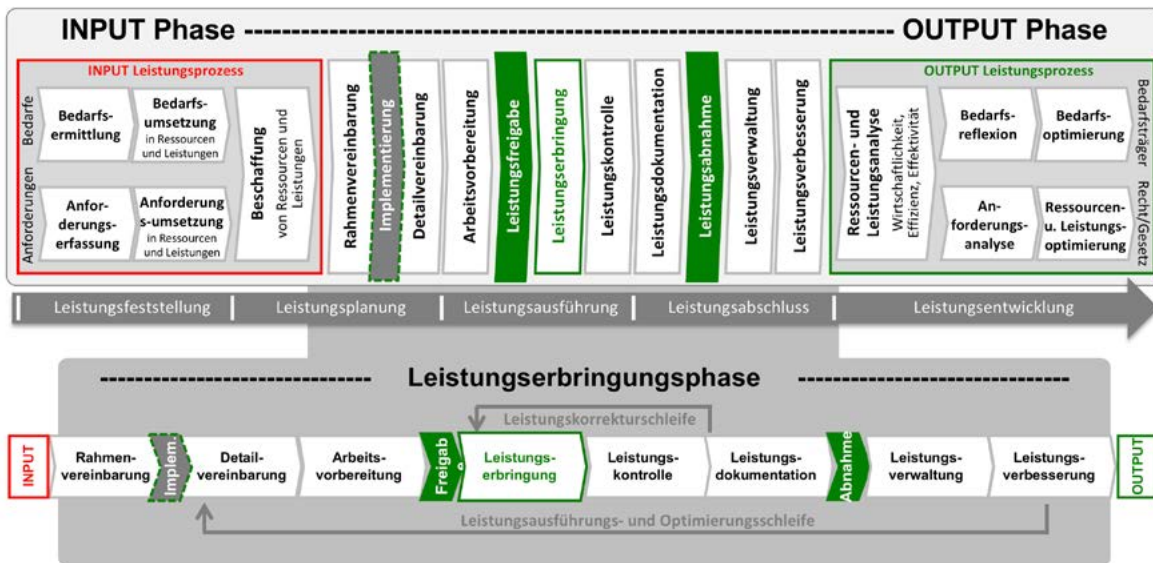 INPUT Phase
OUTPUT Phase
INPUT Leistungsprozess
Bedarfe
Bedarfs-
ermittlung
Bedarfs-
umsetzung
in Ressourcen
und Leistungen
Anforderungen
Anfor-
derungs-
erfassung
Anforderung
s-umsetzung
in Ressourcen
und Leistungen
Beschaffung
von Ressourcen und
Leistungen
Rahmenvereinbarung
Implementierung
Detailvereinbarung
Arbeitsvorbereitung
Leistungsfreigabe
Leistungserbringung
Leistungskontrolle
Leistungsdokumentation
Leistungsabnahme
Leistungsverwaltung
Leistungsverbesserung
OUTPUT Leistungsprozess
Ressourcen- und
Leistungsanalyse
Wirtschaftlichkeit,
Effizienz, Effektivität
Bedarfs-
reflexion
Bedarfs-
optimierung
Bedarfsträger
An-
forderungs-
analyse
Ressourcen-
u. Leistungs-
optimierung
Recht/Gesetz
Leistungsfeststellung
Leistungsplanung
Leistungsausführung
Leistungsabschluss
Leistungsentwicklung
Leistungserbringungsphase
Leistungskorrekturschleife
INPUT
Rahmen-
vereinbarung
Implem.
Detail-
vereinbarung
Arbeits-
vorbereitung
Freigab
e
Leistungs-
erbringung
Leistungs-
kontrolle
Leistungs-
dokumentation
Abnahme
Leistungs-
verwaltung
Leistungs-
verbesserung
OUTPUT
Leistungsausführungs- und Optimierungsschleife